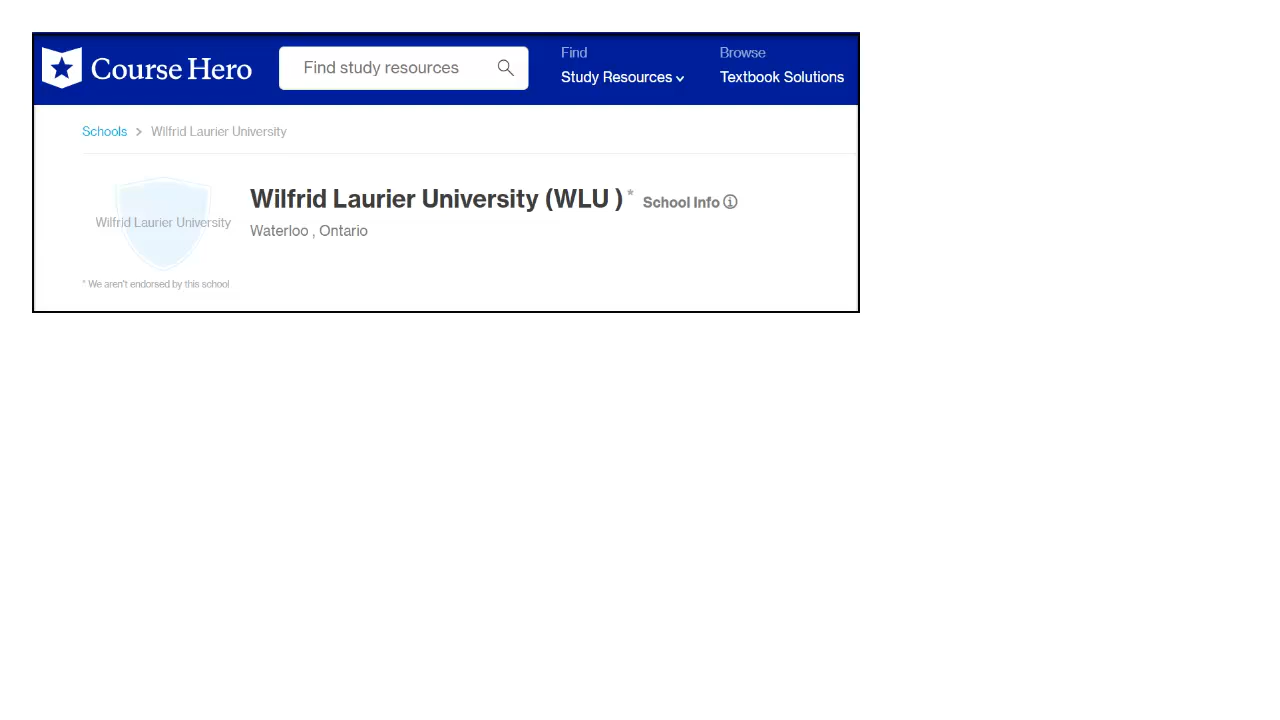 Course Hero
Find study resources
Find
Study Resources
Browse
Textbook Solutions
Schools > Wilfrid Laurier University
Wilfrid Laurier University
* We aren't endorsed by this school
Wilfrid Laurier University (WLU ) * School Info
Waterloo , Ontario